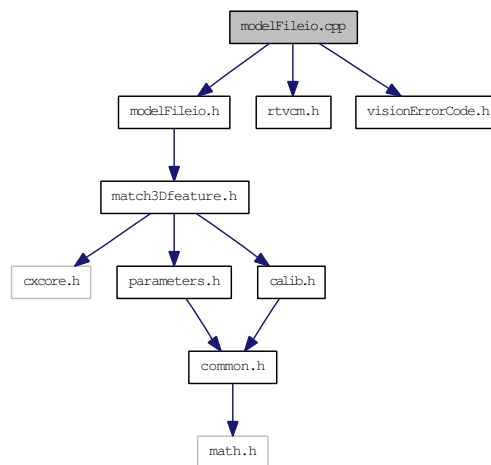 modelFileio.cpp
modelFileio.h
rtvcm.h
visionErrorCode.h
match3Dfeature.h
cxcore.h
parameters.h
calib.h
common.h
math.h